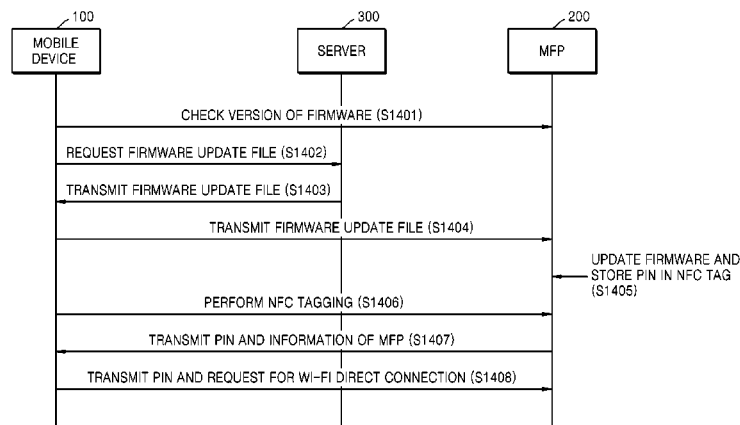 100
300
200
MOBILE
DEVICE
SERVER
MFP
CHECK VERSION OF FIRMWARE (S1401)
REQUEST FIRMWARE UPDATE FILE (S1402)
TRANSMIT FIRMWARE UPDATE FILE (S1403)
TRANSMIT FIRMWARE UPDATE FILE (S1404)
UPDATE FIRMWARE AND
STORE PIN IN NFC TAG
(S1405)
PERFORM NFC TAGGING (S1406)
TRANSMIT PIN AND INFORMATION OF MFP (S1407)
TRANSMIT PIN AND REQUEST FOR WI-FI DIRECT CONNECTION (S1408)